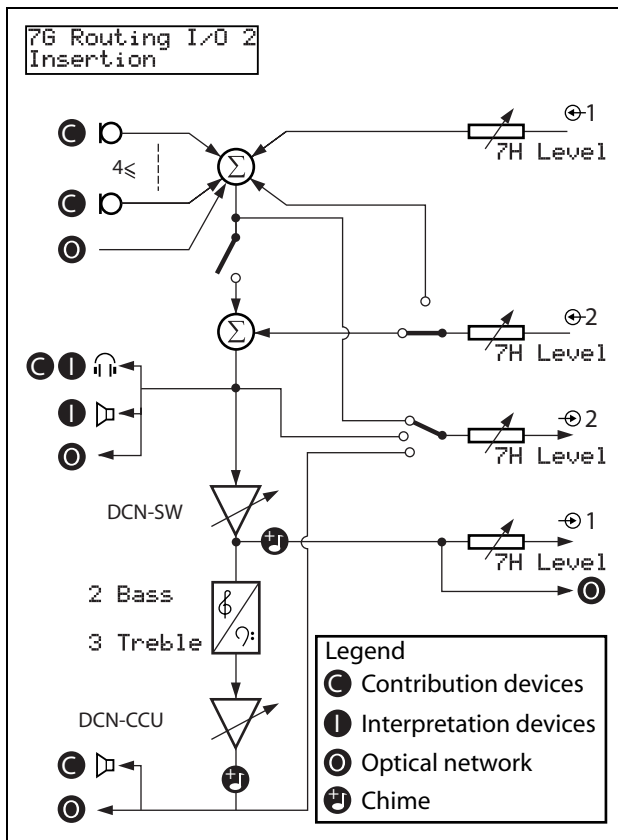 7G Routing I/O 2
Insertion
C
1
7H Level
4≤
Σ
C
O
2
Σ
7H Level
C I
I
2
O
7H Level
DCN-SW
1
7H Level
O
2 Bass
3 Treble
Legend
C Contribution devices
I Interpretation devices
O Optical network
Chime
DCN-CCU
C
O